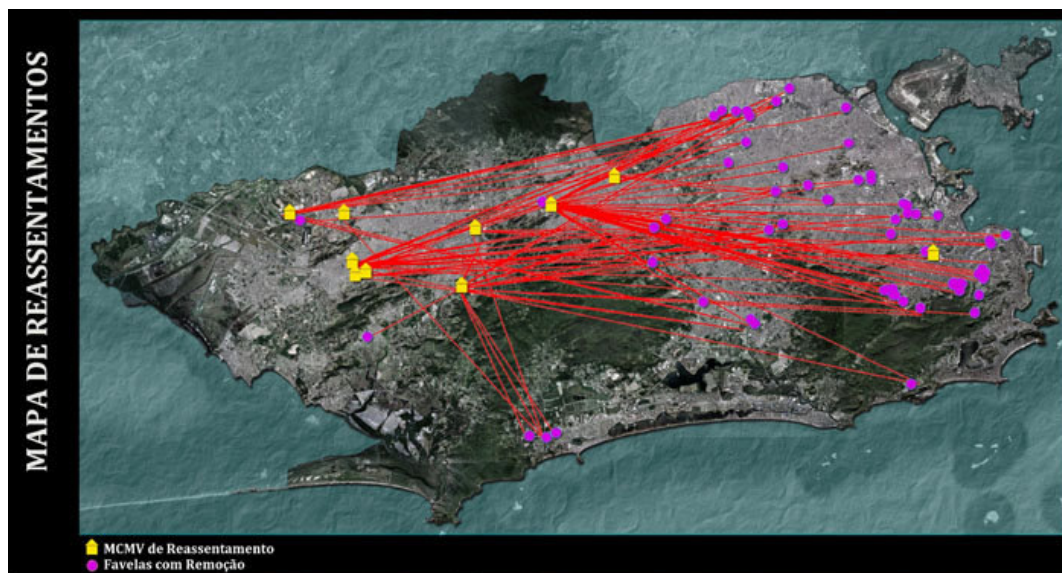 MAPA DE REASSENTAMENTOS
MCMV de Reassentamento
Favelas com Remoção